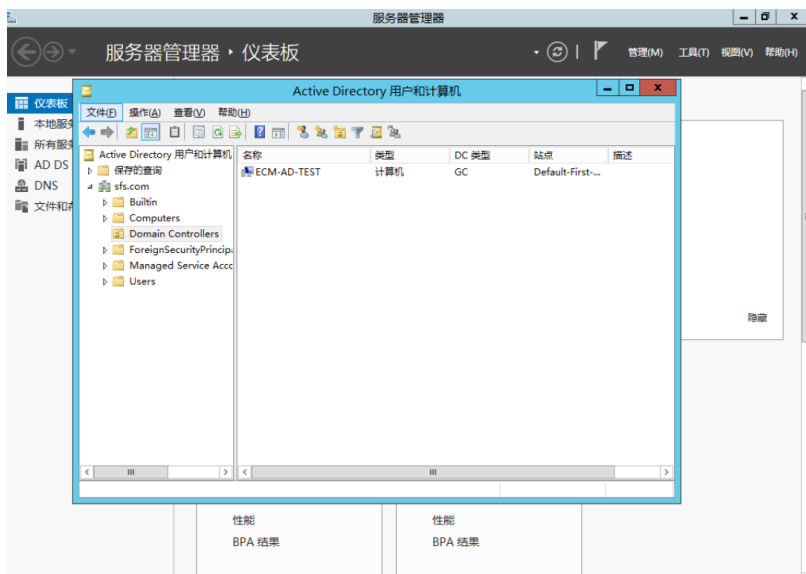 服务器管理器
服务器管理器 ‣ 仪表板
管理(M) 工具(T) 视图(V) 帮助(H)
仪表板
本地服务
所有服务
AD DS
DNS
文件和存
Active Directory 用户和计算机
文件(F) 操作(A) 查看(V) 帮助(H)
Active Directory 用户和计算机
保存的查询
sfs.com
Builtin
Computers
Domain Controllers
ForeignSecurityPrincipa
Managed Service Acco
Users
名称 类型 DC 类型 站点 描述
ECM-AD-TEST 计算机 GC Default-First-...
隐藏
性能 性能
BPA 结果 BPA 结果